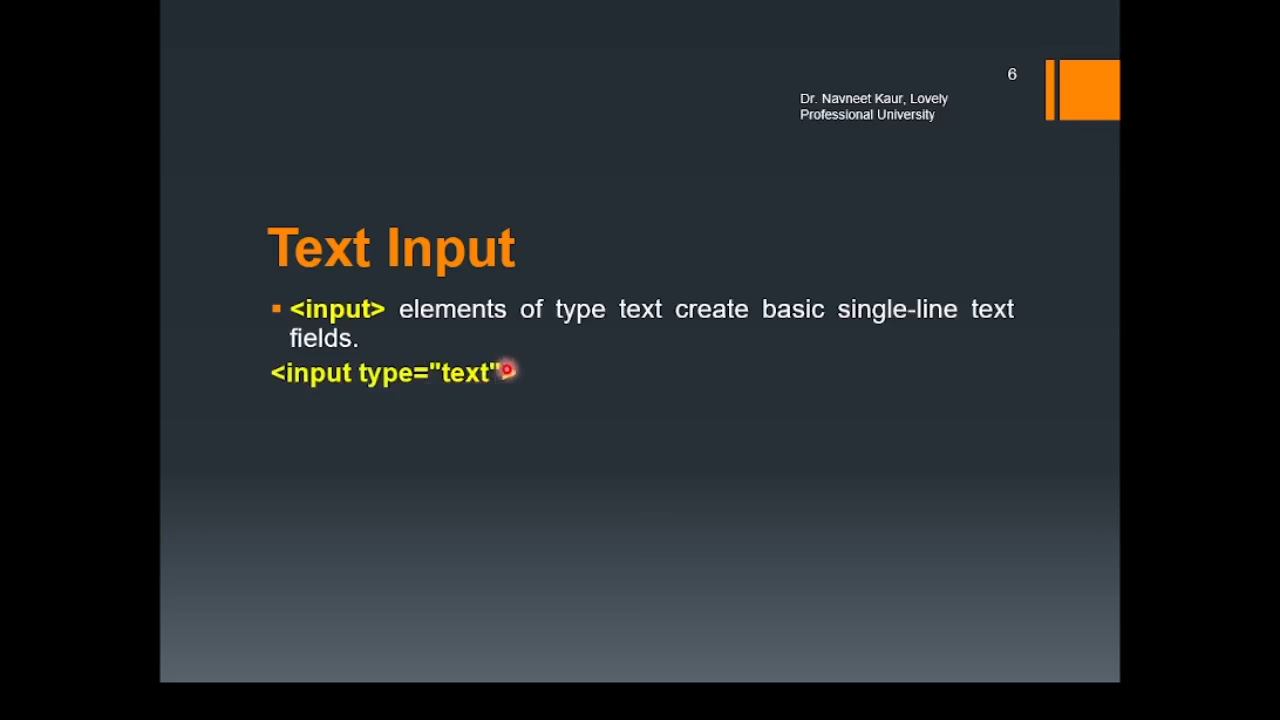 6
Dr. Navneet Kaur, Lovely
Professional University
Text Input
<input> elements of type text create basic single-line text
fields.
<input type="text">